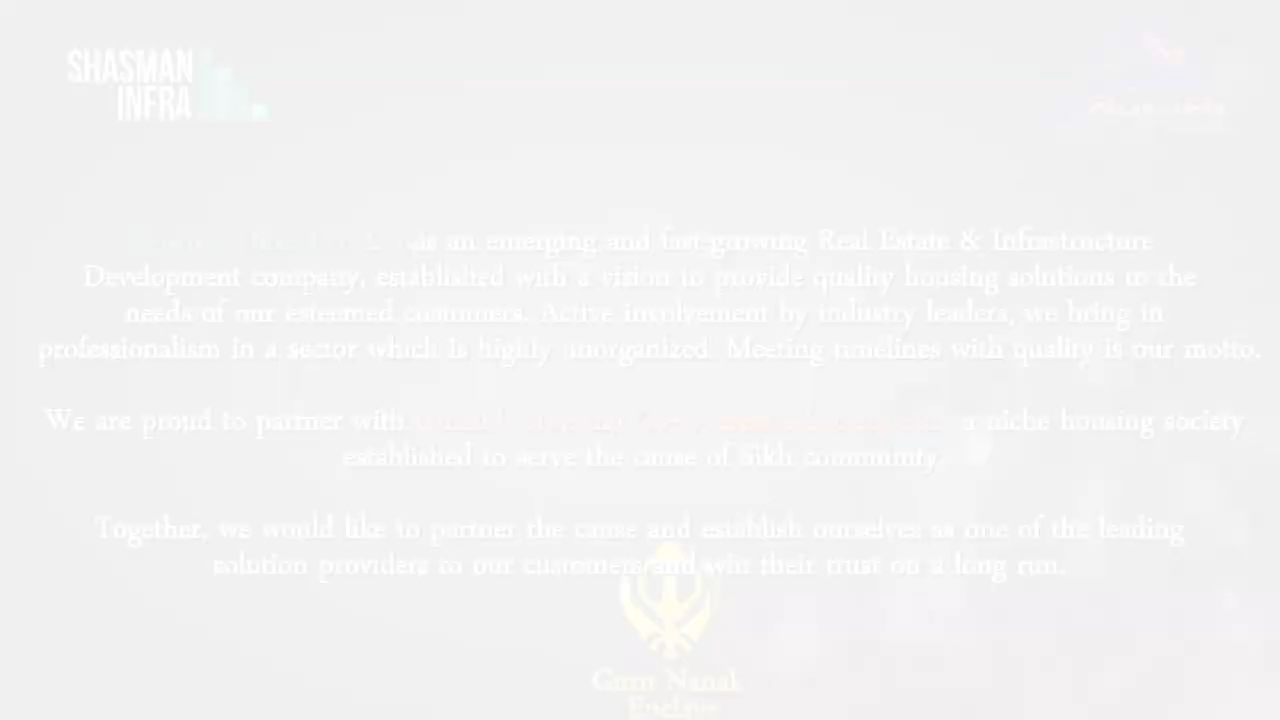 SHASMAN
INFRA
is an emerging and fast-growing Real Estate & Infrastructure
Development company, established with a vision to provide quality housing solutions to the
needs of our esteemed customers. Active involvement by industry leaders, we bring in
professionalism in a sector which is highly unorganized. Meeting timelines with quality is our motto.
We are proud to partner with a niche housing society
established to serve the cause of Sikh community.
Together, we would like to partner the cause and establish ourselves as one of the leading
solution providers to our customers and win their trust on a long run.
Guru Nanak
Enclave